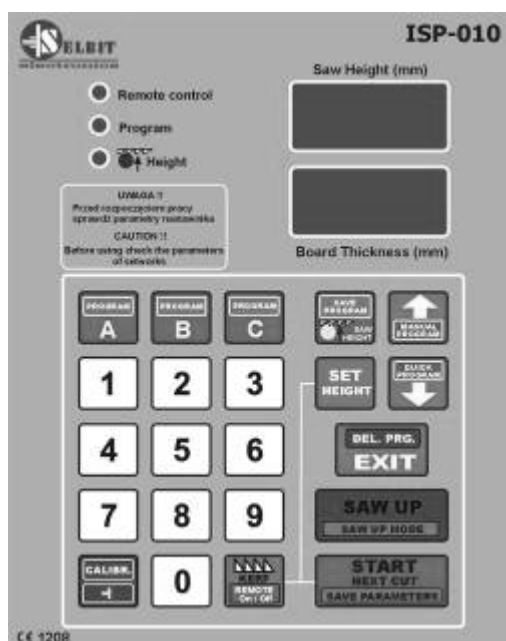 SELBIT
ISP-010
Saw Height (mm)
Remote control
Program
Height
UWAGA !!
Przed rozpoczęciem pracy
sprawdź parametry nastawnika
CAUTION !!
Before using check the parameters
of setworks
Board Thickness (mm)
PROGRAM
A
PROGRAM
B
PROGRAM
C
SAVE
PROGRAM
SAW
HEIGHT
MANUAL
PROGRAM
1
2
3
SET
HEIGHT
QUICK
PROGRAM
4
5
6
DEL. PRG.
EXIT
7
8
9
SAW UP
SAW UP MODE
CALIBR.
0
KERF
REMOTE
On / Off
START
NEXT CUT
SAVE PARAMETERS
CE 1208